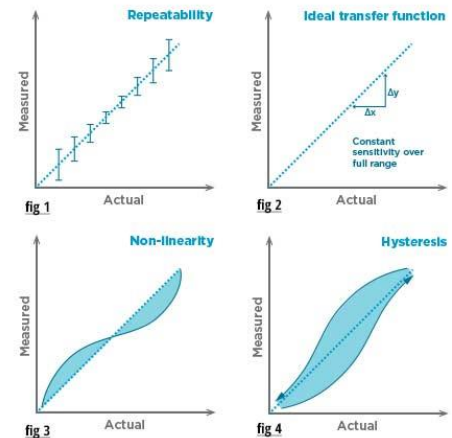 Repeatability
Measured
Actual
fig 1
Ideal transfer function
Measured
Δy
Δx
Constant
sensitivity over
full range
Actual
fig 2
Non-linearity
Measured
Actual
fig 3
Hysteresis
Measured
Actual
fig 4